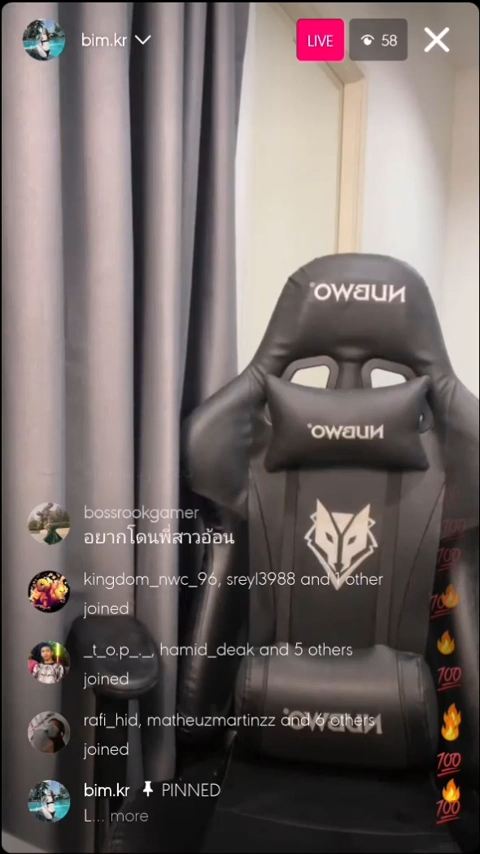 bim.kr
LIVE
58
NUBWO
NUBWO
bossrookgamer
อยากโดนพี่สาวอ้อน
kingdom_nwc_96, sreyl3988 and 1 other
joined
_t_o.p_._, hamid_deak and 5 others
joined
rafi_hid, matheuzmartinzz and 6 others
joined
NUBWO
bim.kr PINNED
L... more